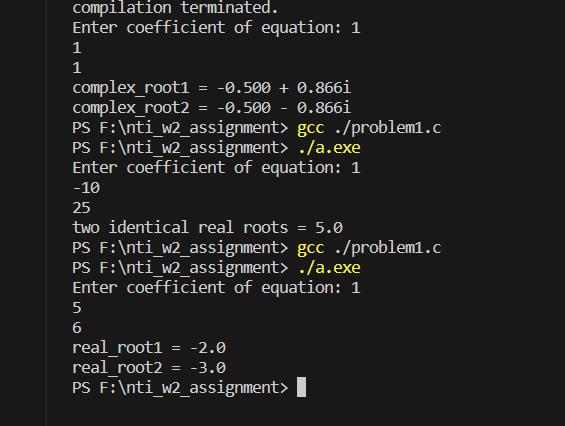 compilation terminated.
Enter coefficient of equation: 1
1
1
complex_root1 = -0.500 + 0.866i
complex_root2 = -0.500 - 0.866i
PS F:\nti_w2_assignment> gcc ./problem1.c
PS F:\nti_w2_assignment> ./a.exe
Enter coefficient of equation: 1
-10
25
two identical real roots = 5.0
PS F:\nti_w2_assignment> gcc ./problem1.c
PS F:\nti_w2_assignment> ./a.exe
Enter coefficient of equation: 1
5
6
real_root1 = -2.0
real_root2 = -3.0
PS F:\nti_w2_assignment>